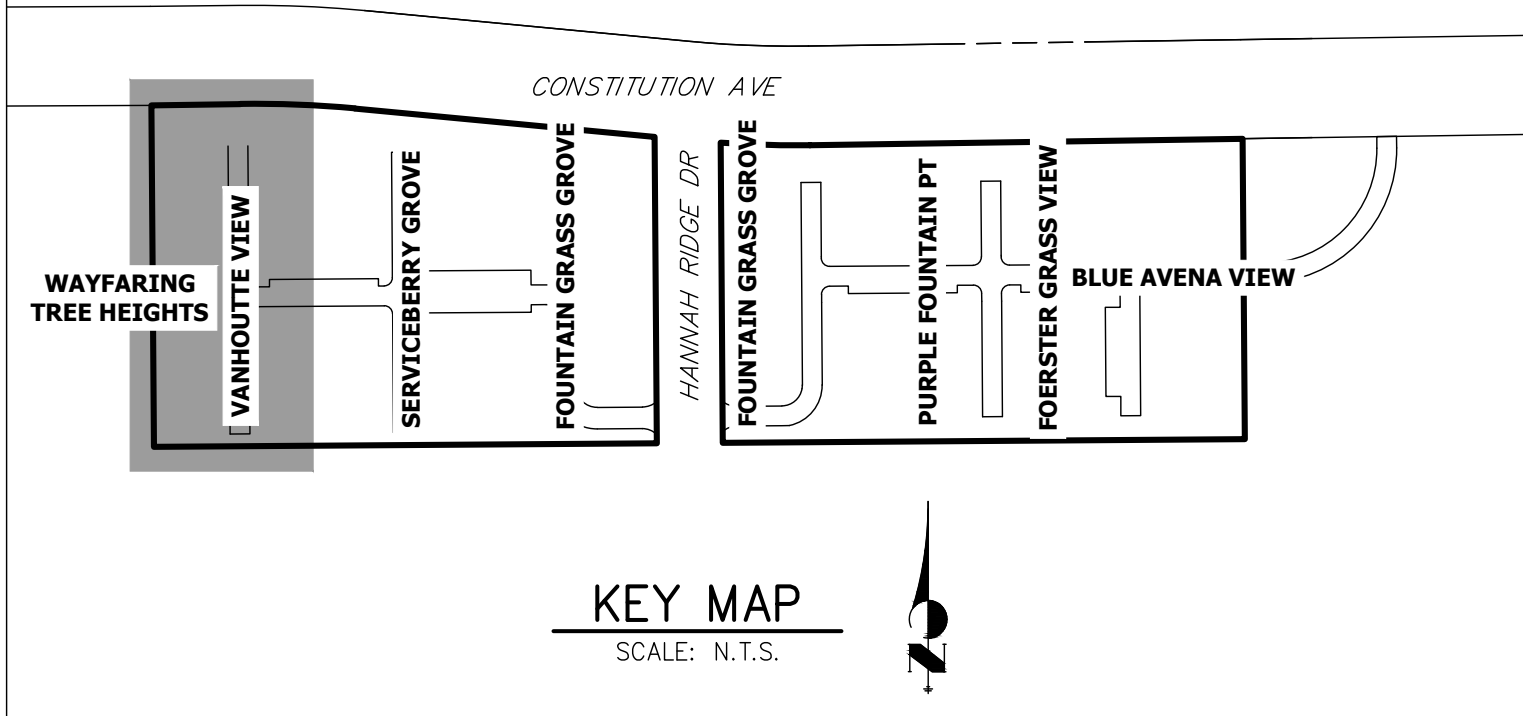 CONSTITUTION AVE
WAYFARING
TREE HEIGHTS
VANHOUTTE VIEW
SERVICEBERRY GROVE
FOUNTAIN GRASS GROVE
HANNAH RIDGE DR
FOUNTAIN GRASS GROVE
PURPLE FOUNTAIN PT
FOERSTER GRASS VIEW
BLUE AVENA VIEW
KEY MAP
SCALE: N.T.S.
N